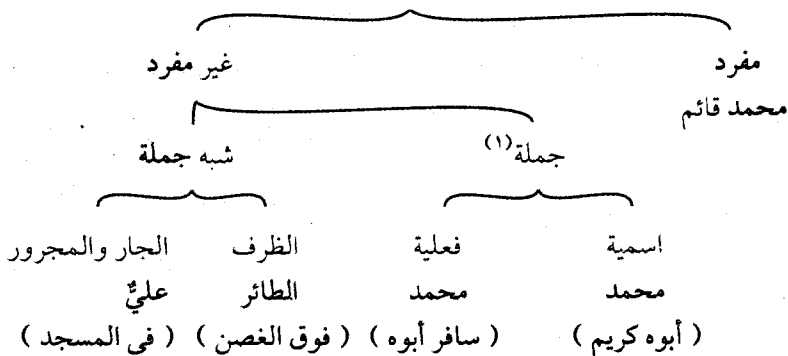 مفرد غير مفرد
محمد قائم
جملة (١) شبه جملة
اسمية فعلية الظرف الجار والمجرور
محمد محمد الطائر عليٌّ
( أبوه كريم ) ( سافر أبوه ) ( فوق الغصن ) ( فى المسجد )